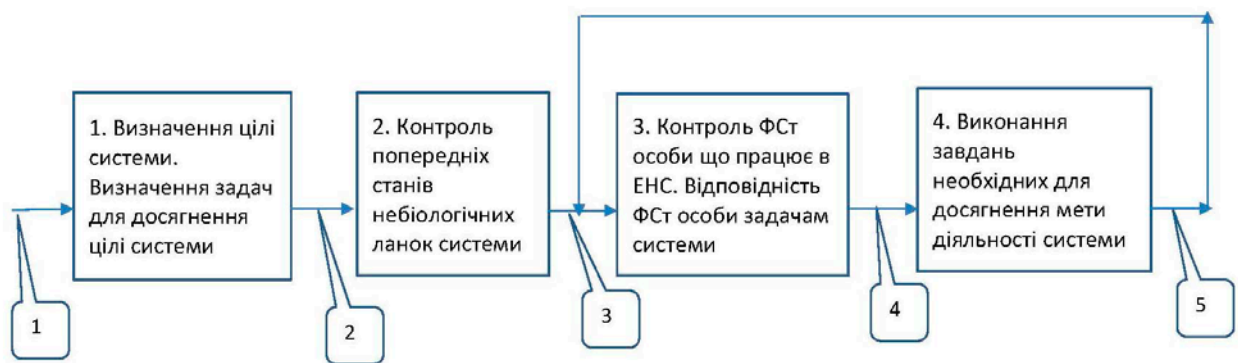 1. Визначення цілі
системи.
Визначення задач
для досягнення
цілі системи
2. Контроль
попередніх
станів
небіологічних
ланок системи
3. Контроль ФСт
особи що працює в
ЕНС. Відповідність
ФСт особи задачам
системи
4. Виконання
завдань
необхідних для
досягнення мети
діяльності системи
1
2
3
4
5